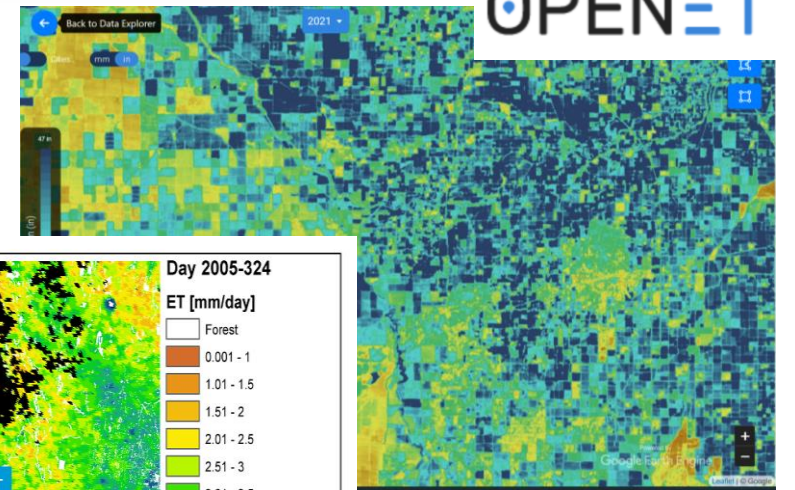 OPENET
Back to Data Explorer
2021
mm in
47 in
(in)
Day 2005-324
ET [mm/day]
Forest
0.001 - 1
1.01 - 1.5
1.51 - 2
2.01 - 2.5
2.51 - 3
+
−
Google Earth Engine
Leaflet | © Google